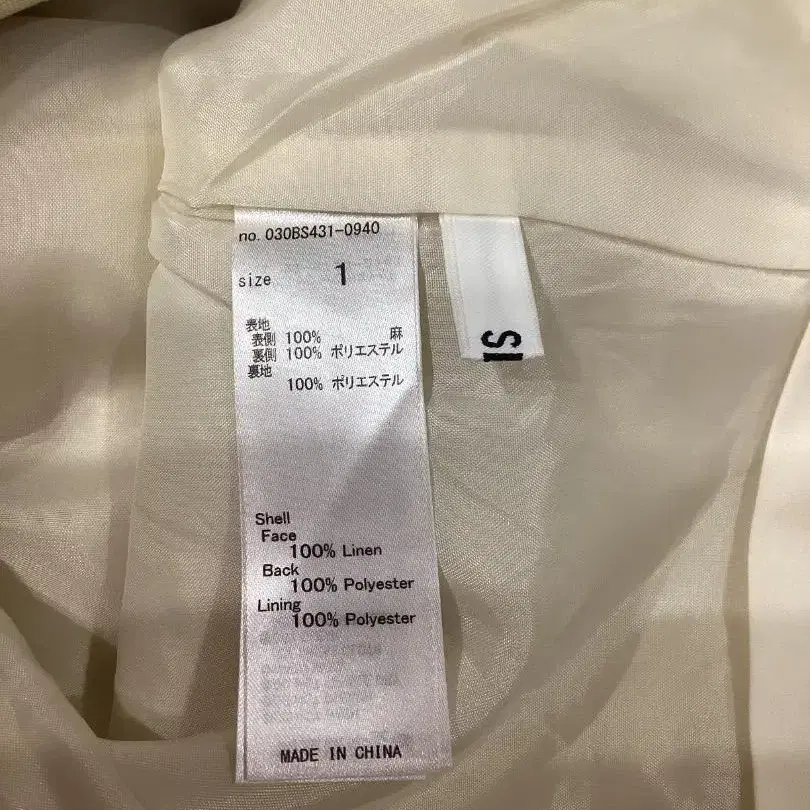 no. 030BS431-0940
size 1
表地
表側 100% 麻
裏側 100% ポリエステル
裏地
100% ポリエステル
Shell
Face
100% Linen
Back
100% Polyester
Lining
100% Polyester
MADE IN CHINA
IS